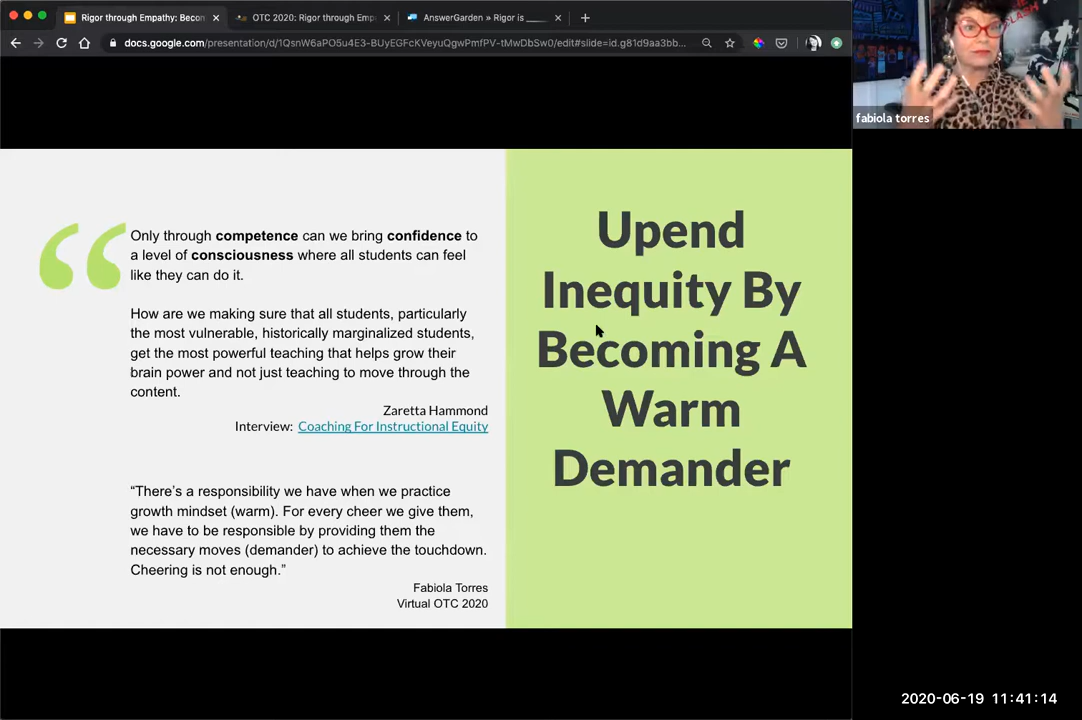 Rigor through Empathy: Becon
OTC 2020: Rigor through Emp
AnswerGarden » Rigor is ____
docs.google.com/presentation/d/1QsnW6aPO5u4E3-BUyEGFcKVeyuQgwPmfPV-tMwDbSw0/edit#slide=id.g81d9aa3bb...
fabiola torres
Only through competence can we bring confidence to
a level of consciousness where all students can feel
like they can do it.
How are we making sure that all students, particularly
the most vulnerable, historically marginalized students,
get the most powerful teaching that helps grow their
brain power and not just teaching to move through the
content.
Zaretta Hammond
Interview: Coaching For Instructional Equity
“There’s a responsibility we have when we practice
growth mindset (warm). For every cheer we give them,
we have to be responsible by providing them the
necessary moves (demander) to achieve the touchdown.
Cheering is not enough.”
Fabiola Torres
Virtual OTC 2020
Upend
Inequity By
Becoming A
Warm
Demander
2020-06-19 11:41:14